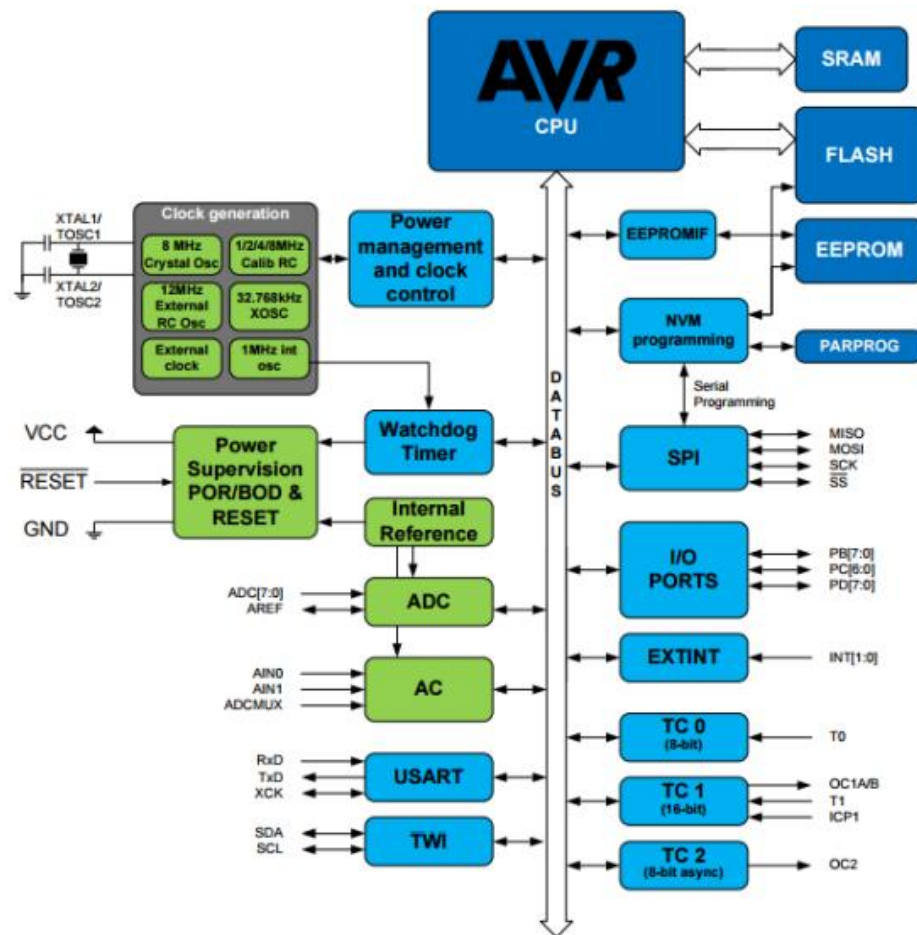 AVR
CPU
SRAM
FLASH
EEPROMIF
EEPROM
NVM
programming
PARPROG
Serial
Programming
SPI
MISO
MOSI
SCK
SS
I/O
PORTS
PB[7:0]
PC[6:0]
PD[7:0]
EXTINT
INT[1:0]
TC 0
(8-bit)
T0
TC 1
(16-bit)
OC1A/B
T1
ICP1
TC 2
(8-bit async)
OC2
DATABUS
Clock generation
XTAL1/
TOSC1
XTAL2/
TOSC2
8 MHz
Crystal Osc
1/2/4/8MHz
Calib RC
12MHz
External
RC Osc
32.768kHz
XOSC
External
clock
1MHz int
osc
Power
management
and clock
control
VCC
RESET
GND
Power
Supervision
POR/BOD &
RESET
Watchdog
Timer
Internal
Reference
ADC[7:0]
AREF
ADC
AIN0
AIN1
ADCMUX
AC
RxD
TxD
XCK
USART
SDA
SCL
TWI